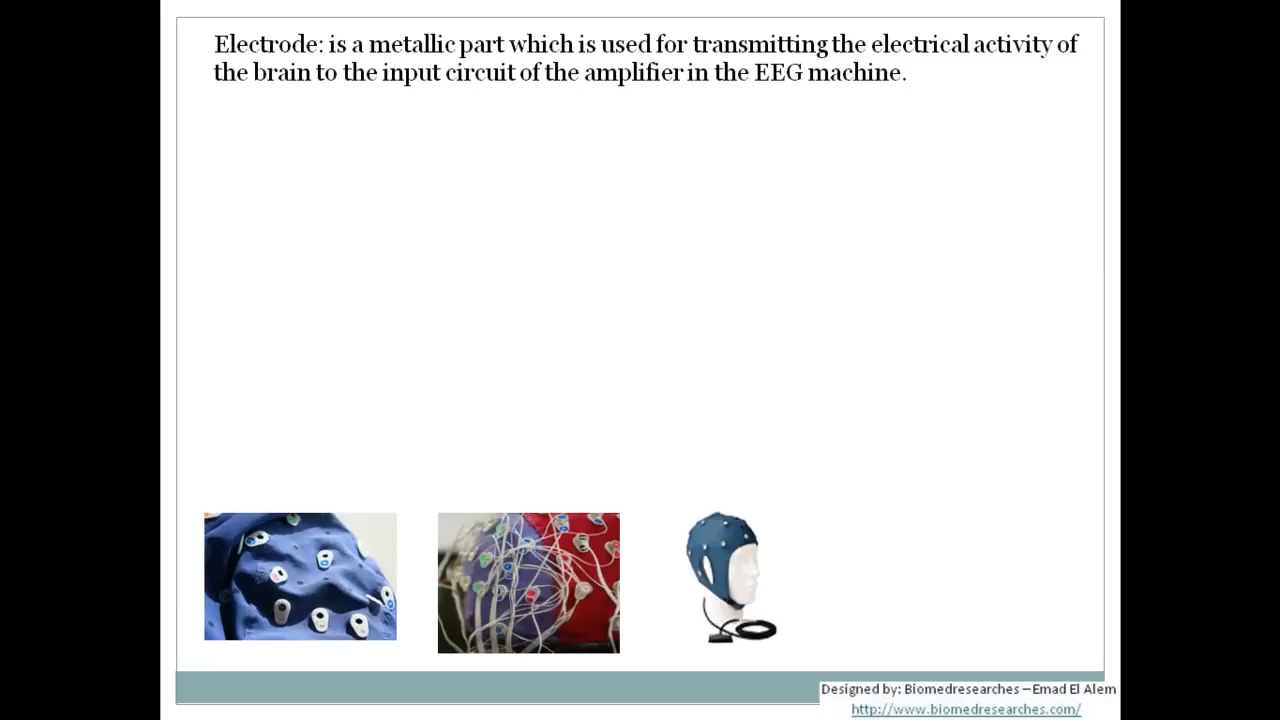 Electrode: is a metallic part which is used for transmitting the electrical activity of
the brain to the input circuit of the amplifier in the EEG machine.
Designed by: Biomedresearches – Emad El Alem
http://www.biomedresearches.com/